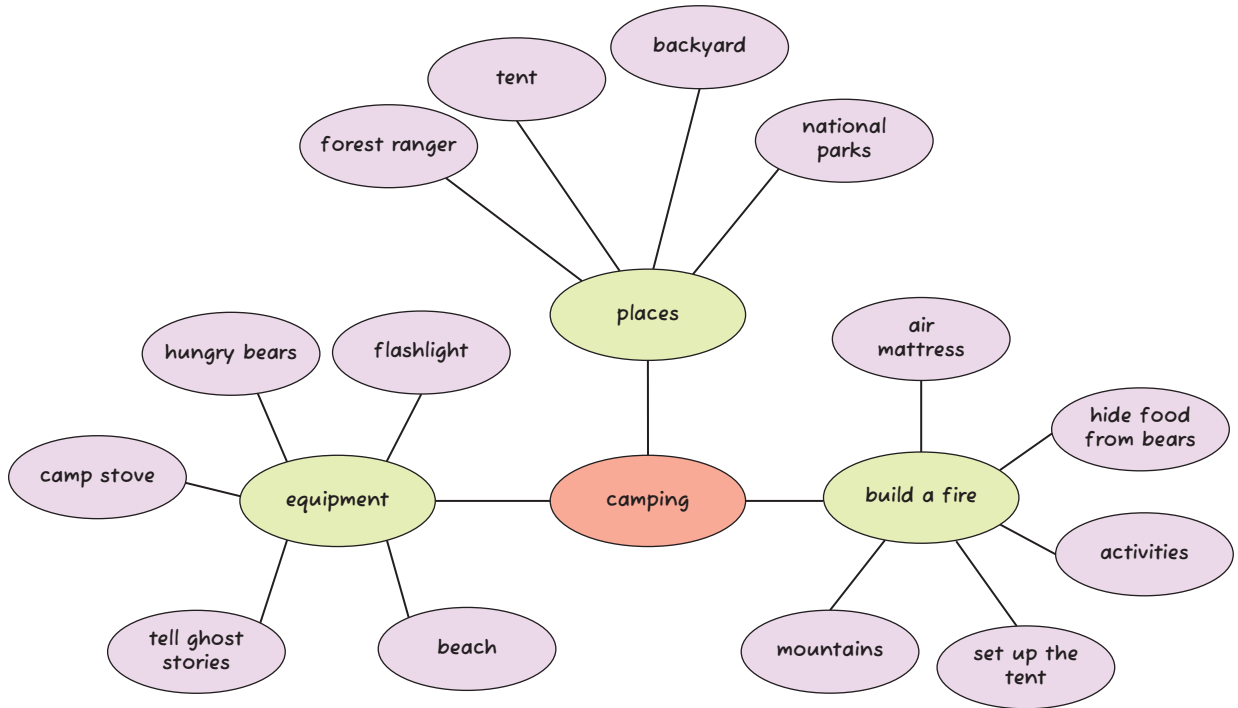 backyard
tent
national
parks
forest ranger
places
air
mattress
hungry bears
flashlight
hide food
from bears
camp stove
equipment
camping
build a fire
activities
tell ghost
stories
beach
mountains
set up the
tent